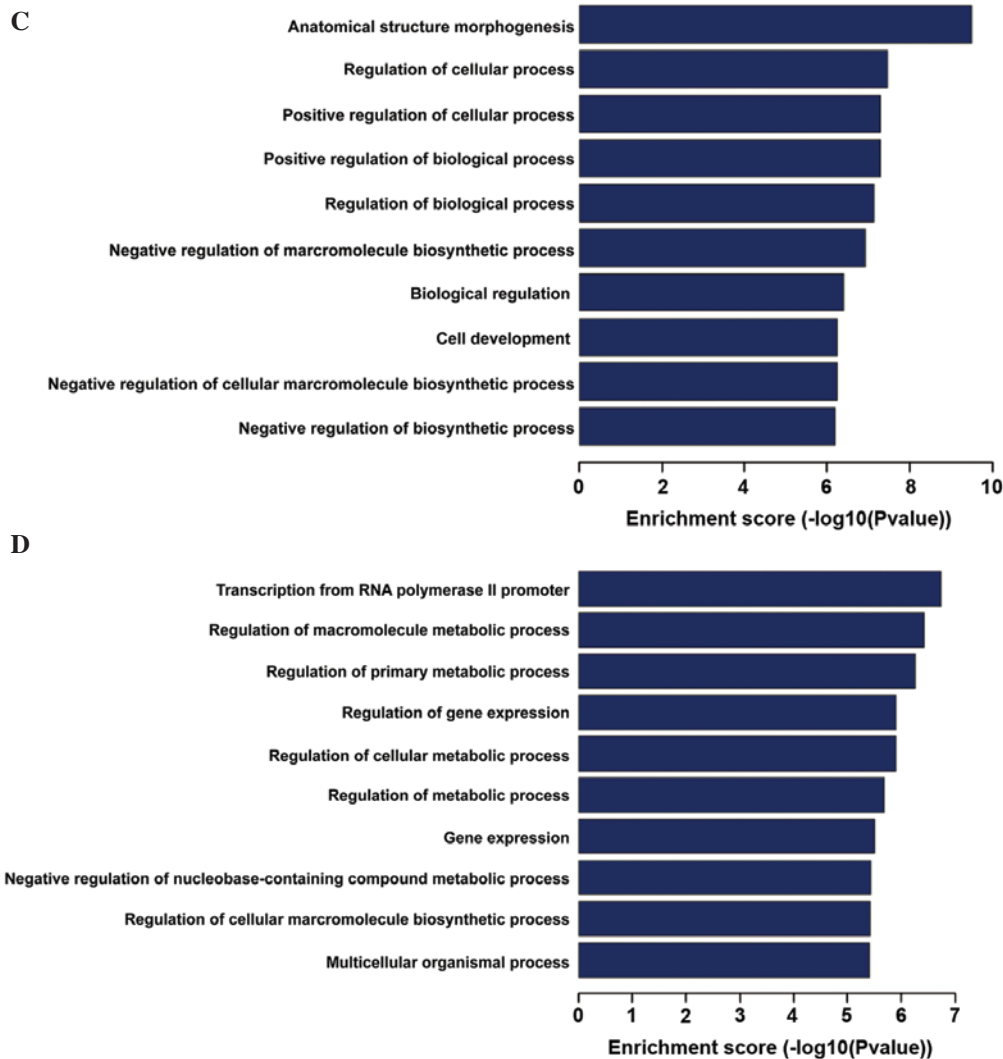 C
Anatomical structure morphogenesis
Regulation of cellular process
Positive regulation of cellular process
Positive regulation of biological process
Regulation of biological process
Negative regulation of marcromolecule biosynthetic process
Biological regulation
Cell development
Negative regulation of cellular marcromolecule biosynthetic process
Negative regulation of biosynthetic process
0 2 4 6 8 10
Enrichment score (-log10(Pvalue))
D
Transcription from RNA polymerase II promoter
Regulation of macromolecule metabolic process
Regulation of primary metabolic process
Regulation of gene expression
Regulation of cellular metabolic process
Regulation of metabolic process
Gene expression
Negative regulation of nucleobase-containing compound metabolic process
Regulation of cellular marcromolecule biosynthetic process
Multicellular organismal process
0 1 2 3 4 5 6 7
Enrichment score (-log10(Pvalue))